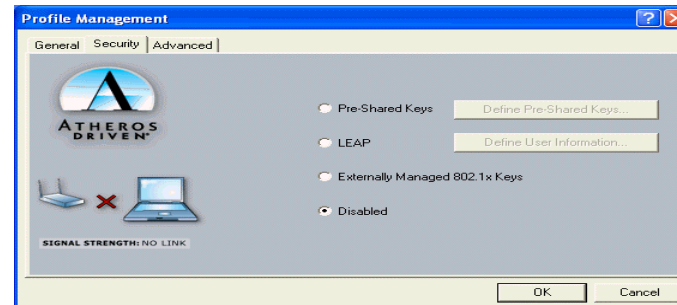 Profile Management
General Security Advanced
ATHEROS
DRIVEN
Pre-Shared Keys Define Pre-Shared Keys...
LEAP Define User Information...
Externally Managed 802.1x Keys
Disabled
SIGNAL STRENGTH: NO LINK
OK Cancel